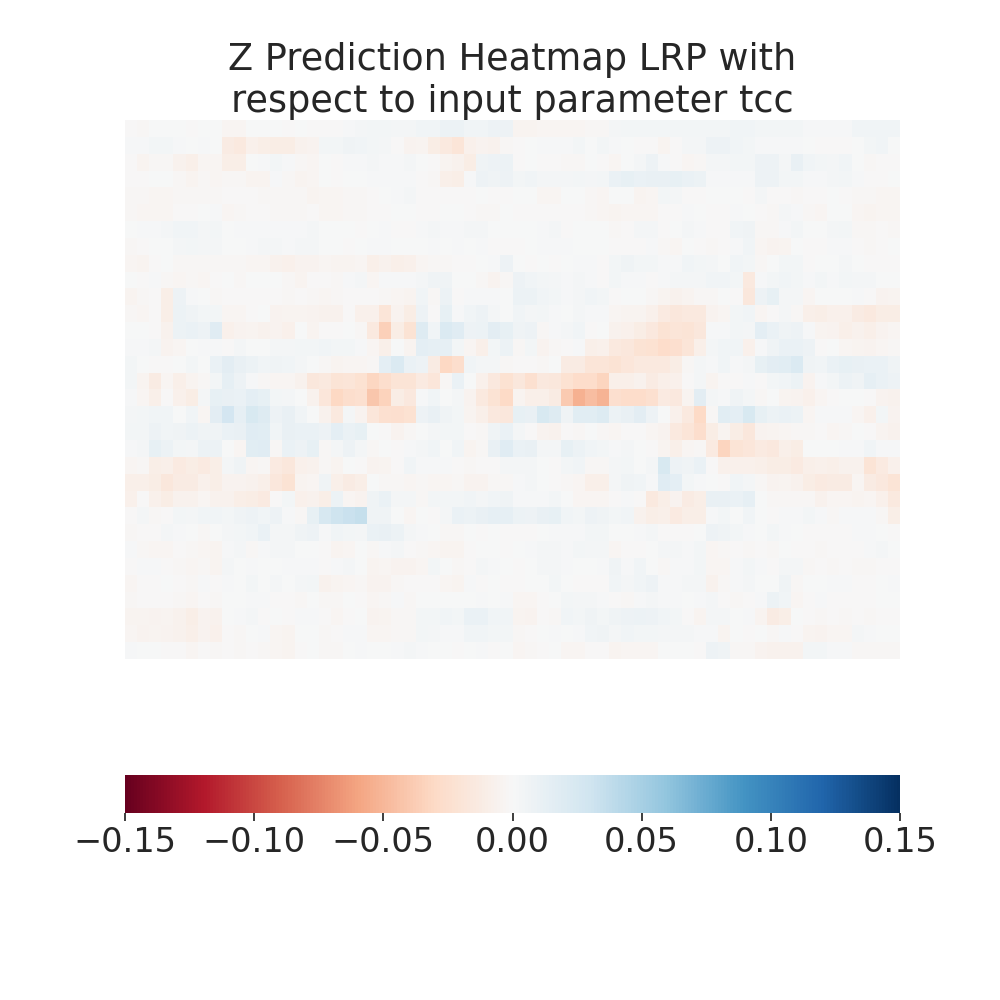 Z Prediction Heatmap LRP with
respect to input parameter tcc
−0.15 −0.10 −0.05 0.00 0.05 0.10 0.15